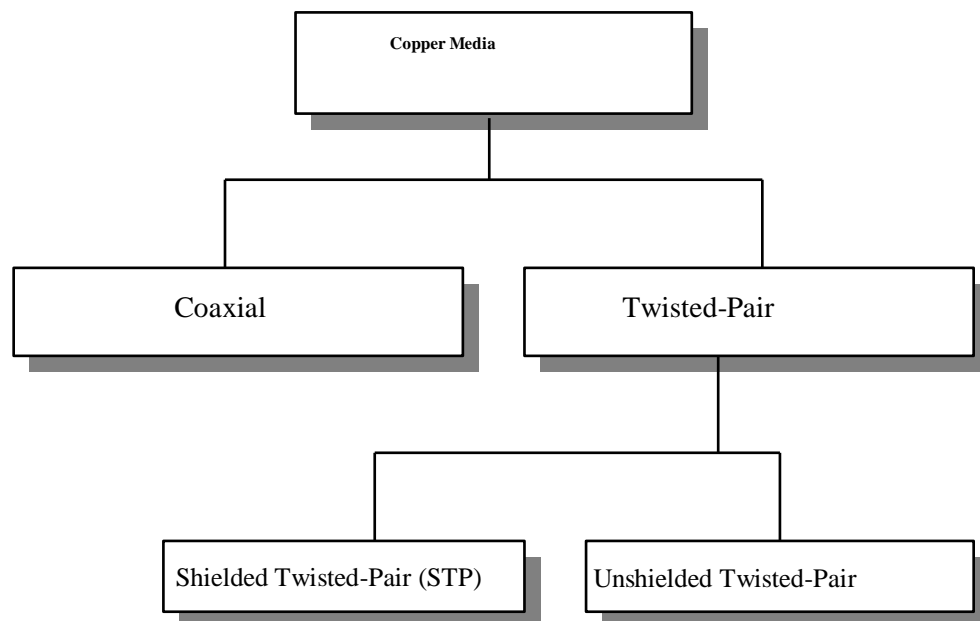 Copper Media
Coaxial
Twisted-Pair
Shielded Twisted-Pair (STP)
Unshielded Twisted-Pair